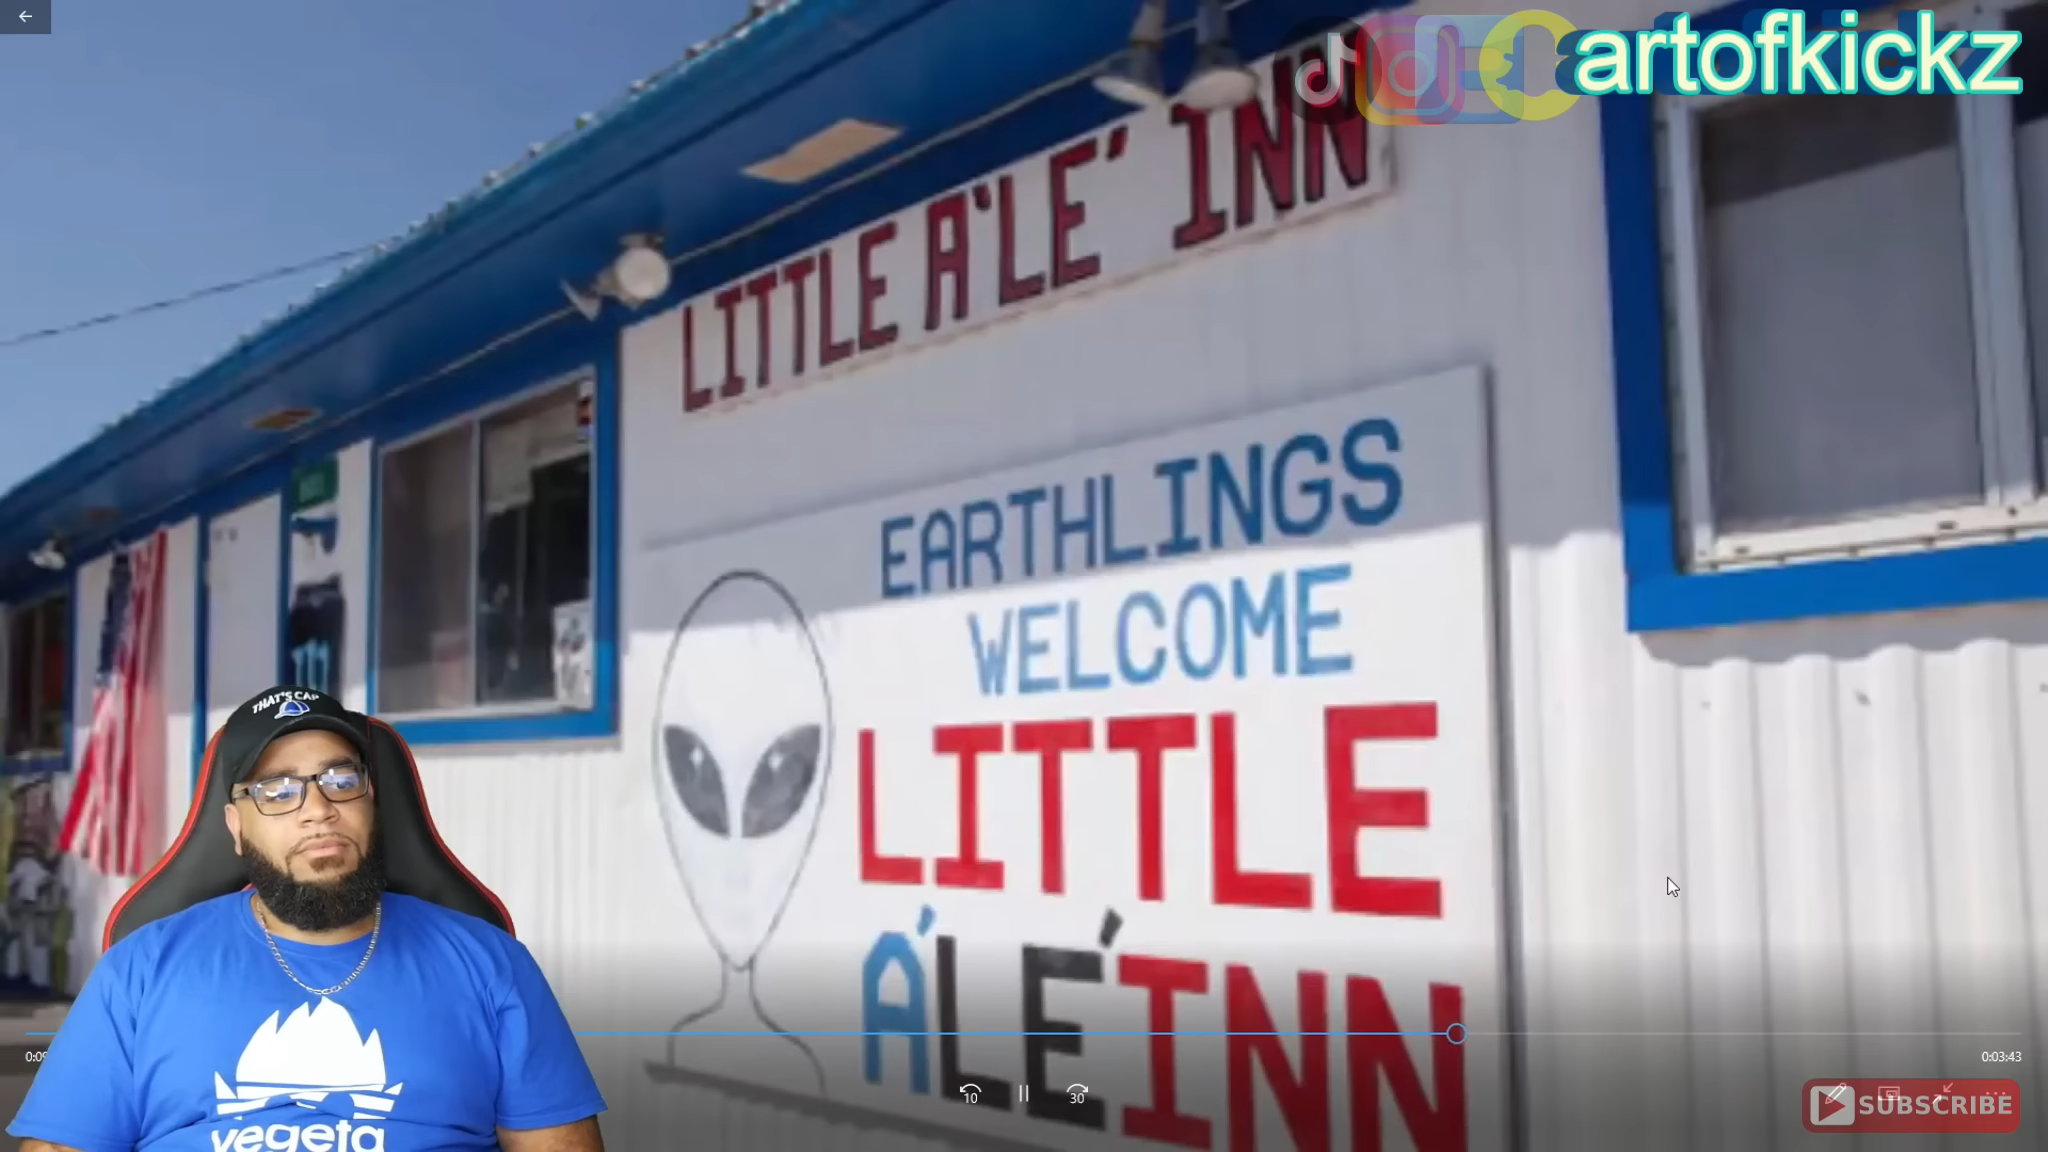 artofkickz
LITTLE A'LE' INN
EARTHLINGS
WELCOME
LITTLE
A'LE'INN
THAT'S CAP
vegeta
0:03:43
10
30
SUBSCRIBE